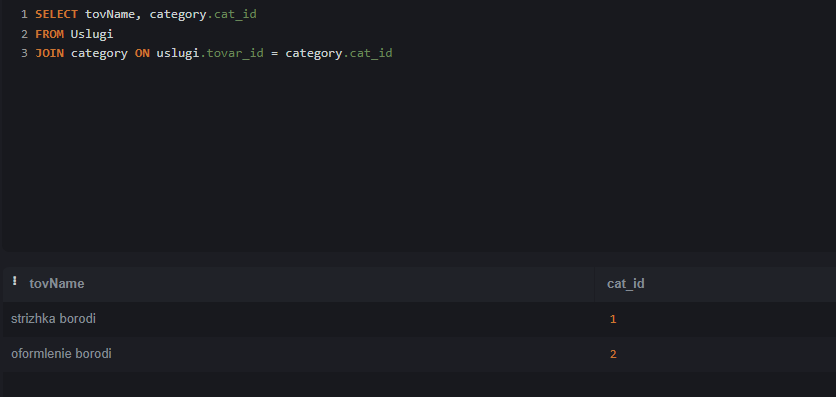 1 SELECT tovName, category.cat_id
2 FROM Uslugi
3 JOIN category ON uslugi.tovar_id = category.cat_id
tovName cat_id
strizhka borodi 1
oformlenie borodi 2